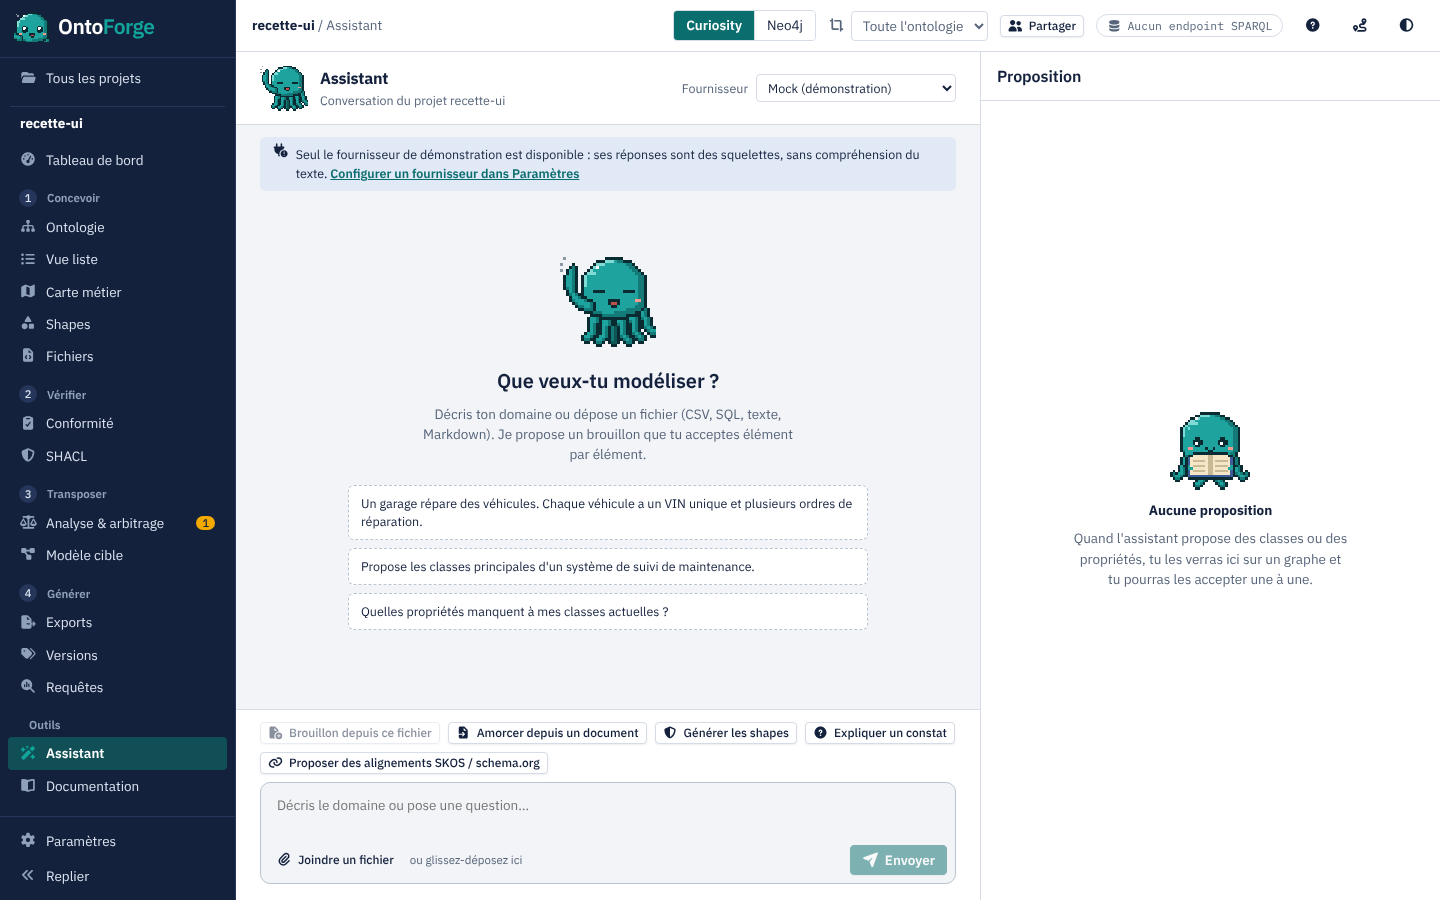 OntoForge
Tous les projets
recette-ui
Tableau de bord
1 Concevoir
Ontologie
Vue liste
Carte métier
Shapes
Fichiers
2 Vérifier
Conformité
SHACL
3 Transposer
Analyse & arbitrage 1
Modèle cible
4 Générer
Exports
Versions
Requêtes
Outils
Assistant
Documentation
Paramètres
Replier
recette-ui / Assistant
Curiosity Neo4j
Toute l'ontologie
Partager
Aucun endpoint SPARQL
Assistant
Conversation du projet recette-ui
Fournisseur Mock (démonstration)
Seul le fournisseur de démonstration est disponible : ses réponses sont des squelettes, sans compréhension du
texte. Configurer un fournisseur dans Paramètres
Que veux-tu modéliser ?
Décris ton domaine ou dépose un fichier (CSV, SQL, texte,
Markdown). Je propose un brouillon que tu acceptes élément
par élément.
Un garage répare des véhicules. Chaque véhicule a un VIN unique et plusieurs ordres de
réparation.
Propose les classes principales d'un système de suivi de maintenance.
Quelles propriétés manquent à mes classes actuelles ?
Brouillon depuis ce fichier Amorcer depuis un document Générer les shapes Expliquer un constat
Proposer des alignements SKOS / schema.org
Décris le domaine ou pose une question...
Joindre un fichier ou glissez-déposez ici
Envoyer
Proposition
Aucune proposition
Quand l'assistant propose des classes ou des
propriétés, tu les verras ici sur un graphe et
tu pourras les accepter une à une.